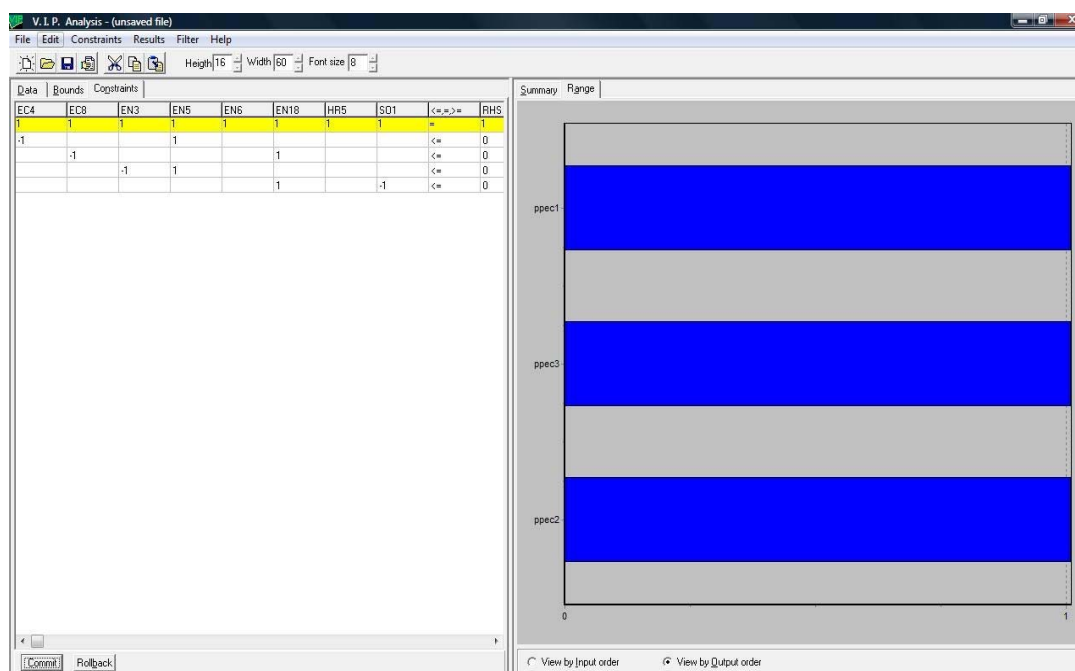 V. I. P. Analysis - (unsaved file)
File Edit Constraints Results Filter Help
Heigth 16 Width 60 Font size 8
Data Bounds Constraints
EC4 EC8 EN3 EN5 EN6 EN18 HR5 SO1 <=,=,>= RHS
1 1 1 1 1 1 1 1 = 1
-1 1 <= 0
-1 1 <= 0
-1 1 <= 0
1 -1 <= 0
Commit Rollback
Summary Range
ppec1
ppec3
ppec2
0 1
View by Input order View by Output order